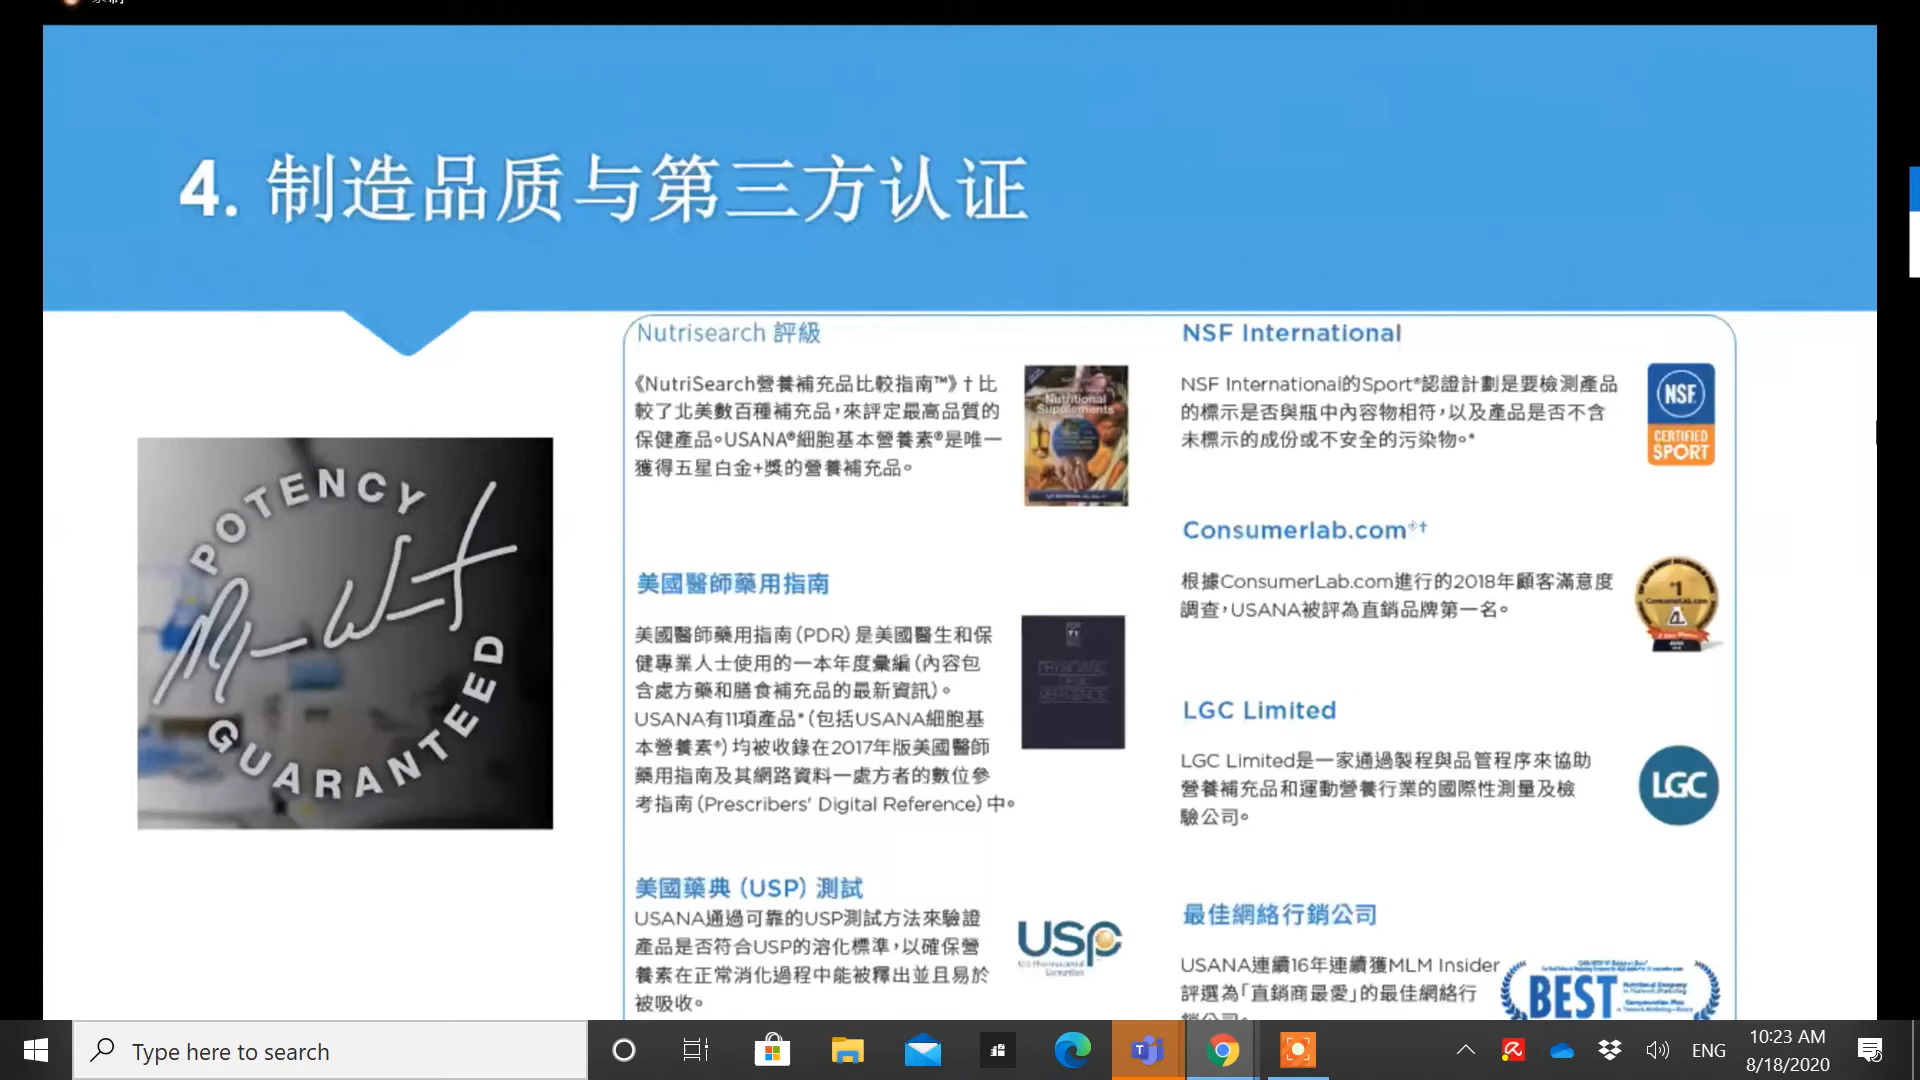 4. 制造品质与第三方认证
POTENCY
GUARANTEED
Nutrisearch 評級
《NutriSearch營養補充品比較指南™》† 比
較了北美數百種補充品，來評定最高品質的
保健產品。USANA®細胞基本營養素®是唯一
獲得五星白金+獎的營養補充品。
Nutritional
Supplements
美國醫師藥用指南
美國醫師藥用指南（PDR）是美國醫生和保
健專業人士使用的一本年度彙編（內容包
含處方藥和膳食補充品的最新資訊）。
USANA有11項產品*（包括USANA細胞基
本營養素®）均被收錄在2017年版美國醫師
藥用指南及其網路資料一處方者的數位參
考指南（Prescribers' Digital Reference）中。
71
PHYSICIANS'
DESK
REFERENCE
美國藥典（USP）測試
USANA通過可靠的USP測試方法來驗證
產品是否符合USP的溶化標準，以確保營
養素在正常消化過程中能被釋出並且易於
被吸收。
USP
NSF International
NSF International的Sport®認證計劃是要檢測產品
的標示是否與瓶中內容物相符，以及產品是否不含
未標示的成份或不安全的污染物。*
NSF
CERTIFIED
SPORT
Consumerlab.com®†
根據ConsumerLab.com進行的2018年顧客滿意度
調查，USANA被評為直銷品牌第一名。
#1
ConsumerLab.com
LGC Limited
LGC Limited是一家通過製程與品管程序來協助
營養補充品和運動營養行業的國際性測量及檢
驗公司。
LGC
最佳網絡行銷公司
USANA連續16年連續獲MLM Insider
評選為「直銷商最愛」的最佳網絡行
銷公司。
BEST
Type here to search
ENG
10:23 AM
8/18/2020